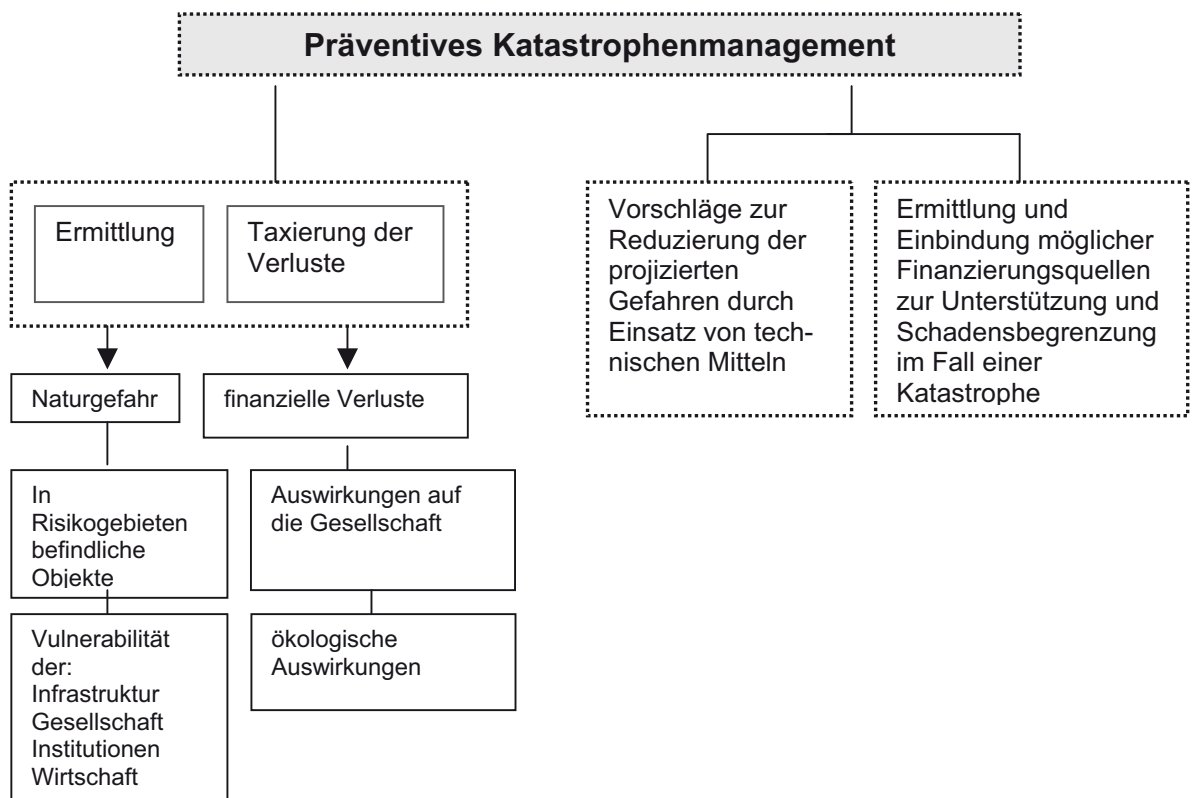 Präventives Katastrophenmanagement
Ermittlung
Taxierung der
Verluste
Naturgefahr
finanzielle Verluste
In
Risikogebieten
befindliche
Objekte
Auswirkungen auf
die Gesellschaft
Vulnerabilität
der:
Infrastruktur
Gesellschaft
Institutionen
Wirtschaft
ökologische
Auswirkungen
Vorschläge zur
Reduzierung der
projizierten
Gefahren durch
Einsatz von tech-
nischen Mitteln
Ermittlung und
Einbindung möglicher
Finanzierungsquellen
zur Unterstützung und
Schadensbegrenzung
im Fall einer
Katastrophe